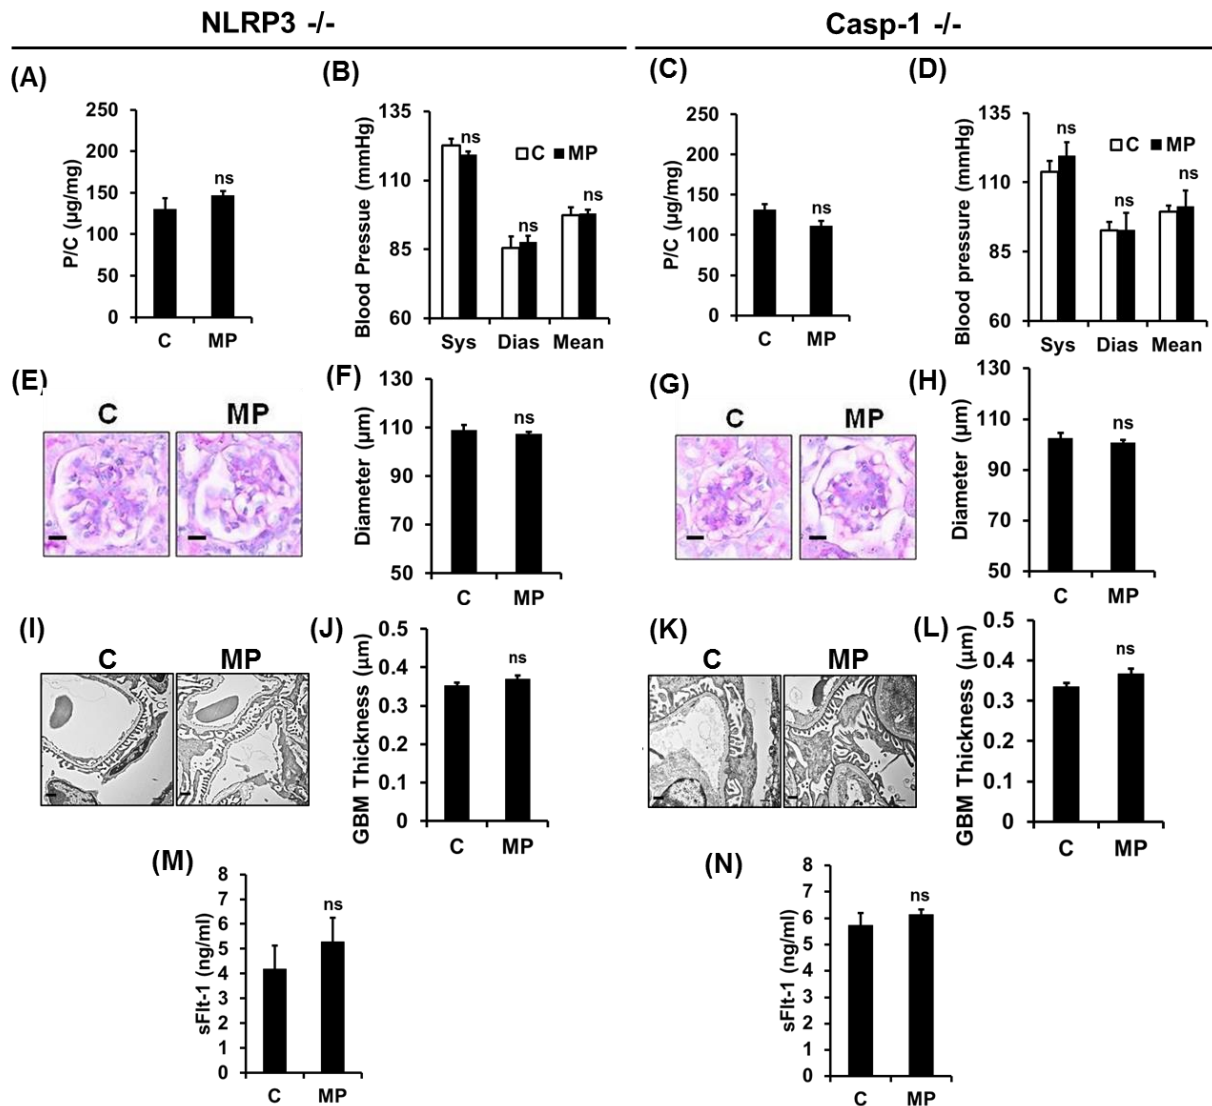 NLRP3 -/-
Casp-1 -/-
(A)
250
200
150
100
50
0
P/C (µg/mg)
ns
C
MP
(B)
135
110
85
60
Blood Pressue (mmHg)
C
MP
ns
ns
ns
Sys
Dias
Mean
(C)
250
200
150
100
50
0
P/C (µg/mg)
ns
C
MP
(D)
135
110
85
60
Blood pressure (mmHg)
C
MP
ns
ns
ns
Sys
Dias
Mean
(E)
C
MP
(F)
130
110
90
70
50
Diameter (µm)
ns
C
MP
(G)
C
MP
(H)
130
110
90
70
50
Diameter (µm)
ns
C
MP
(I)
C
MP
(J)
0.5
0.4
0.3
0.2
0.1
0
GBM Thickness (µm)
ns
C
MP
(K)
C
MP
(L)
0.5
0.4
0.3
0.2
0.1
0
GBM Thickness (µm)
ns
C
MP
(M)
8
7
6
5
4
3
2
1
0
sFlt-1 (ng/ml)
ns
C
MP
(N)
8
7
6
5
4
3
2
1
0
sFlt-1 (ng/ml)
ns
C
MP